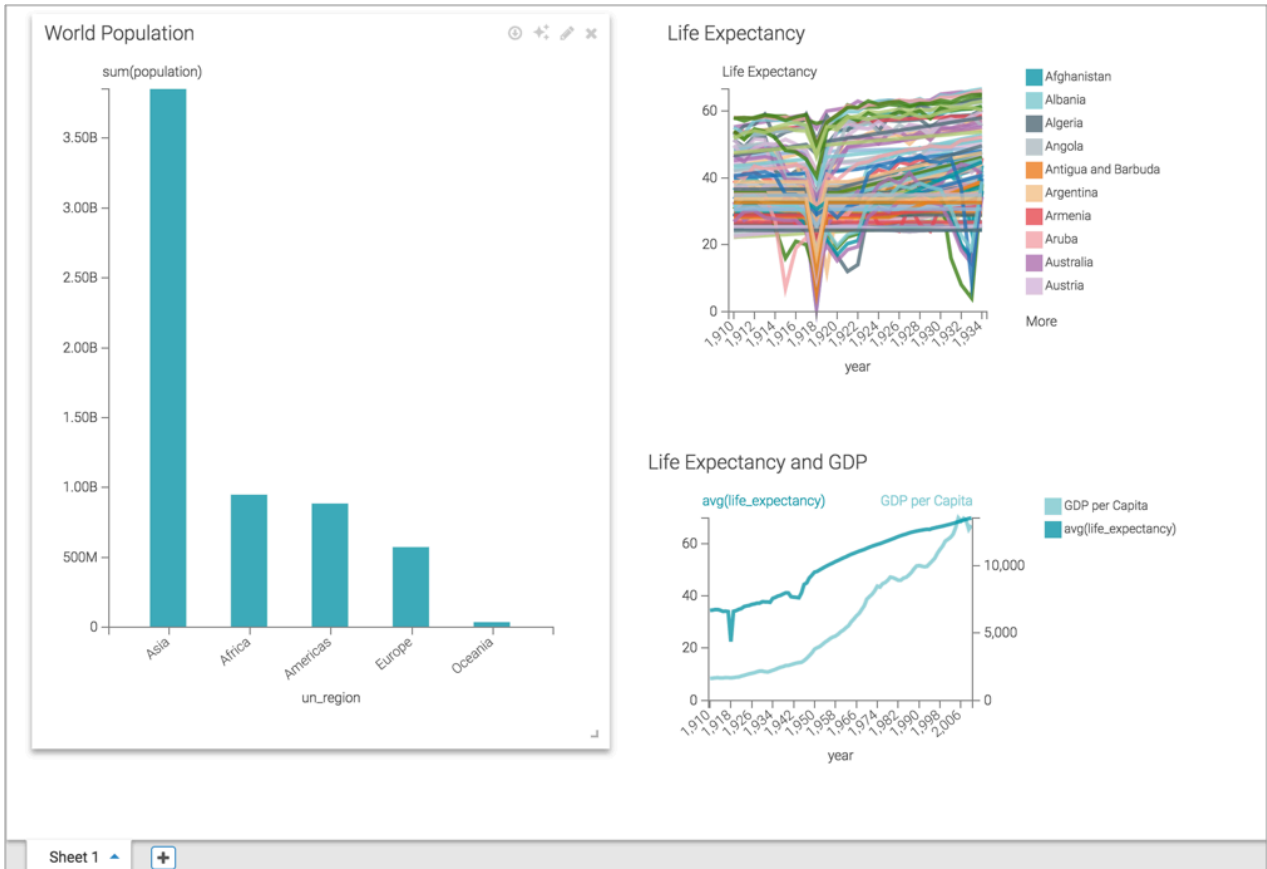 World Population
sum(population)
3.50B
3.00B
2.50B
2.00B
1.50B
1.00B
500M
0
Asia
Africa
Americas
Europe
Oceania
un_region
Life Expectancy
Life Expectancy
60
40
20
0
1,910
1,912
1,914
1,916
1,918
1,920
1,922
1,924
1,926
1,928
1,930
1,932
1,934
year
Afghanistan
Albania
Algeria
Angola
Antigua and Barbuda
Argentina
Armenia
Aruba
Australia
Austria
More
Life Expectancy and GDP
avg(life_expectancy) GDP per Capita
60
40
20
0
10,000
5,000
0
1,910
1,918
1,926
1,934
1,942
1,950
1,958
1,966
1,974
1,982
1,990
1,998
2,006
year
GDP per Capita
avg(life_expectancy)
Sheet 1